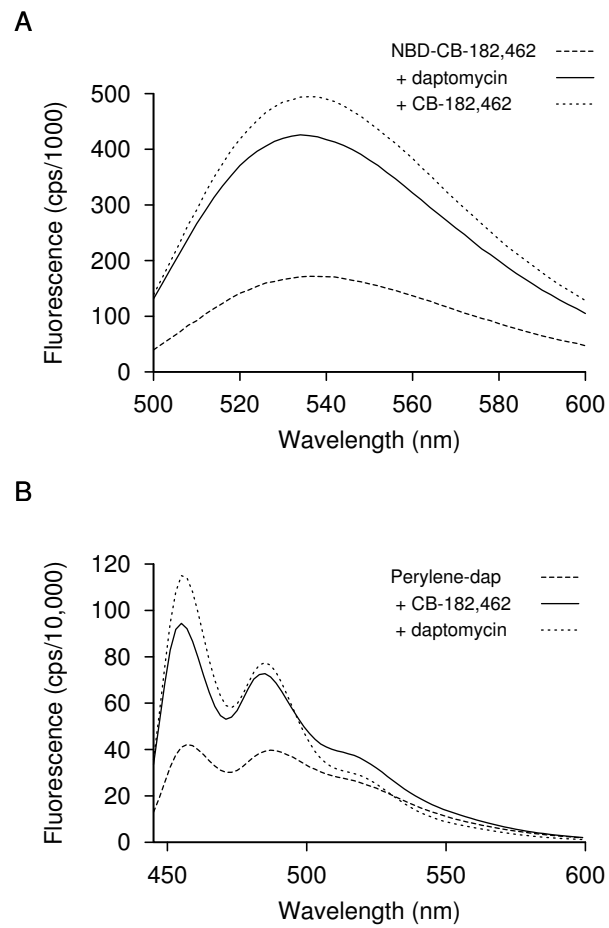 A
NBD-CB-182,462
+ daptomycin
+ CB-182,462
500
400
300
200
100
0
Fluorescence (cps/1000)
500 520 540 560 580 600
Wavelength (nm)
B
Perylene-dap
+ CB-182,462
+ daptomycin
120
100
80
60
40
20
0
Fluorescence (cps/10,000)
450 500 550 600
Wavelength (nm)